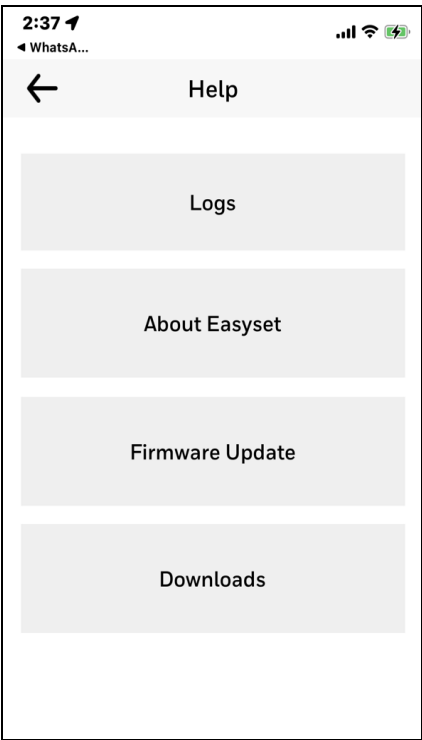 2:37
◀ WhatsA...
Help
Logs
About Easyset
Firmware Update
Downloads